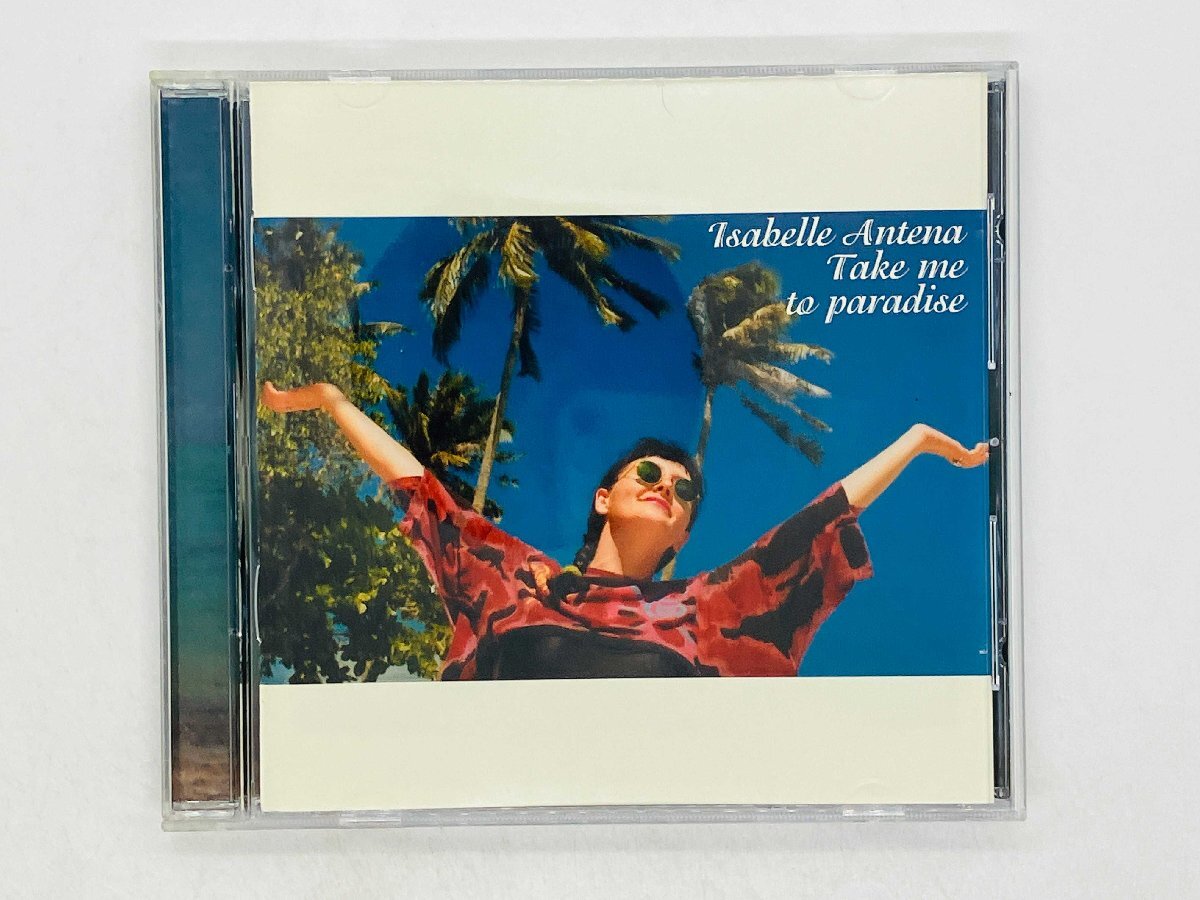 Isabelle Antena
Take me
to paradise